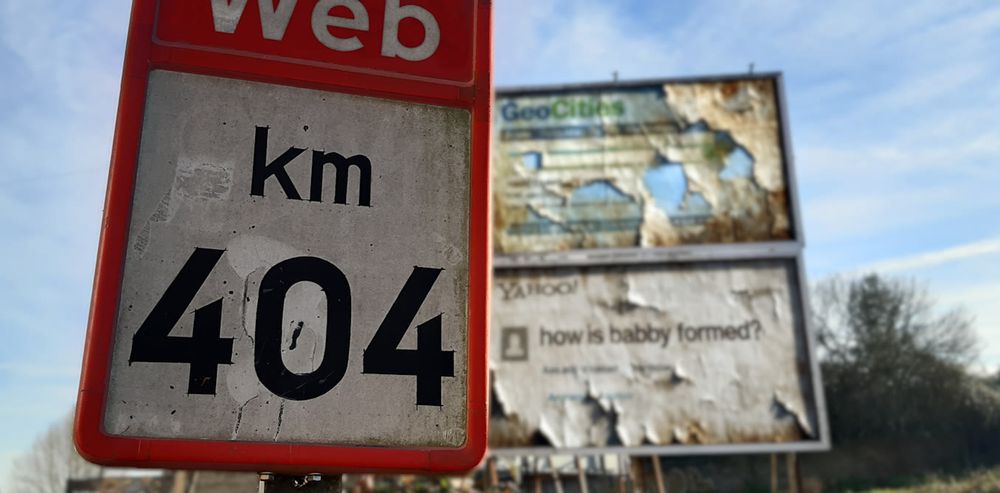 Web
km
404
GeoCities
YAHOO!
how is babby formed?